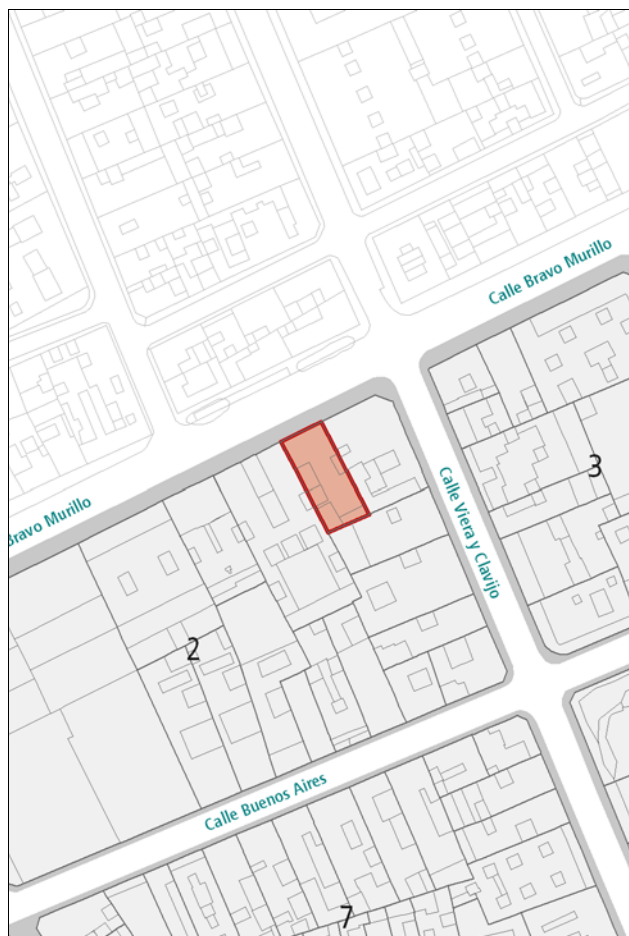 Calle Bravo Murillo
3
Bravo Murillo
Calle Viera y Clavijo
2
Calle Buenos Aires
7